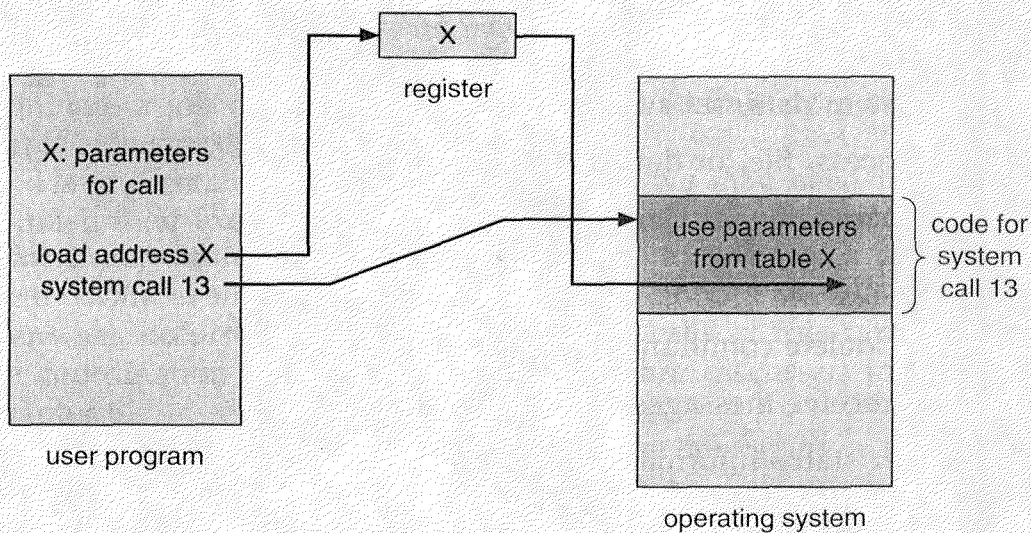 X
register
X: parameters
for call
load address X
system call 13
use parameters
from table X
code for
system
call 13
user program
operating system